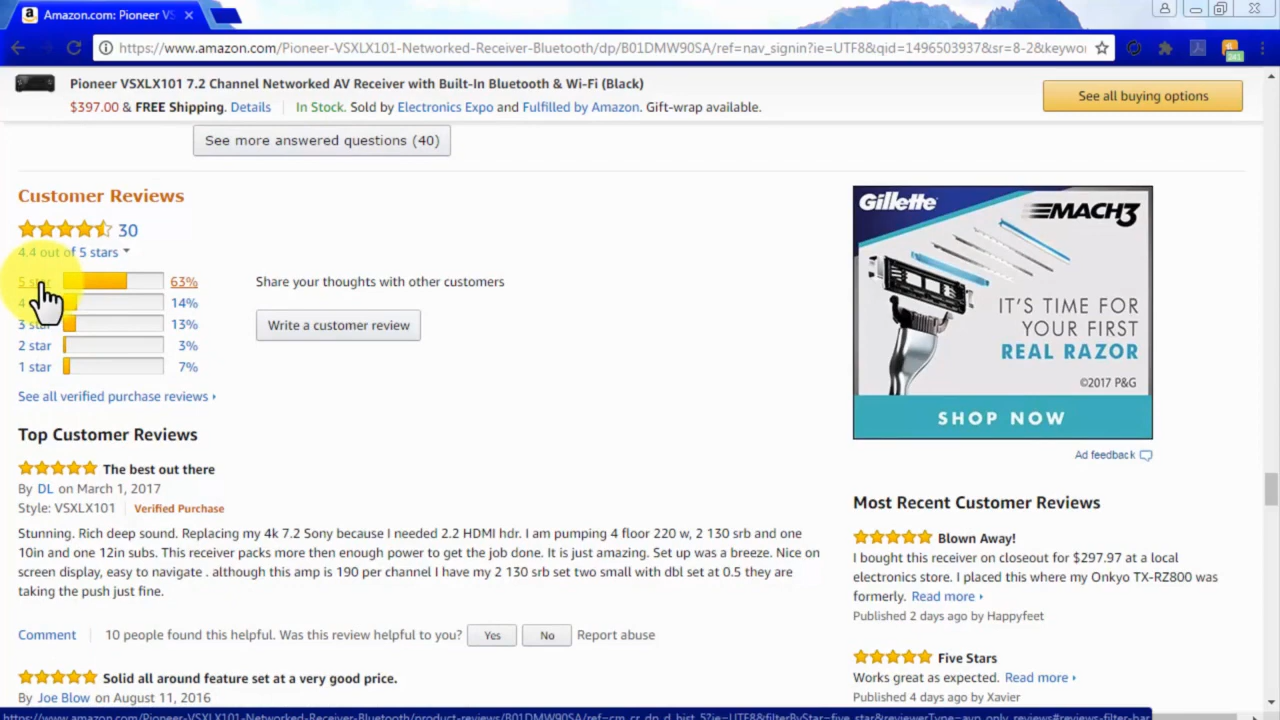 Amazon.com: Pioneer VS
https://www.amazon.com/Pioneer-VSXLX101-Networked-Receiver-Bluetooth/dp/B01DMW90SA/ref=nav_signin?ie=UTF8&qid=1496503937&sr=8-2&keywor
Pioneer VSXLX101 7.2 Channel Networked AV Receiver with Built-In Bluetooth & Wi-Fi (Black)
$397.00 & FREE Shipping. Details In Stock. Sold by Electronics Expo and Fulfilled by Amazon. Gift-wrap available.
See all buying options
See more answered questions (40)
Customer Reviews
30
4.4 out of 5 stars
5 star 63%
4 14%
3 star 13%
2 star 3%
1 star 7%
See all verified purchase reviews
Share your thoughts with other customers
Write a customer review
Top Customer Reviews
The best out there
By DL on March 1, 2017
Style: VSXLX101 Verified Purchase
Stunning. Rich deep sound. Replacing my 4k 7.2 Sony because I needed 2.2 HDMI hdr. I am pumping 4 floor 220 w, 2 130 srb and one
10in and one 12in subs. This receiver packs more then enough power to get the job done. It is just amazing. Set up was a breeze. Nice on
screen display, easy to navigate . although this amp is 190 per channel I have my 2 130 srb set two small with dbl set at 0.5 they are
taking the push just fine.
Comment 10 people found this helpful. Was this review helpful to you? Yes No Report abuse
Solid all around feature set at a very good price.
By Joe Blow on August 11, 2016
Gillette
MACH3
IT'S TIME FOR
YOUR FIRST
REAL RAZOR
©2017 P&G
SHOP NOW
Ad feedback
Most Recent Customer Reviews
Blown Away!
I bought this receiver on closeout for $297.97 at a local
electronics store. I placed this where my Onkyo TX-RZ800 was
formerly. Read more
Published 2 days ago by Happyfeet
Five Stars
Works great as expected. Read more
Published 4 days ago by Xavier